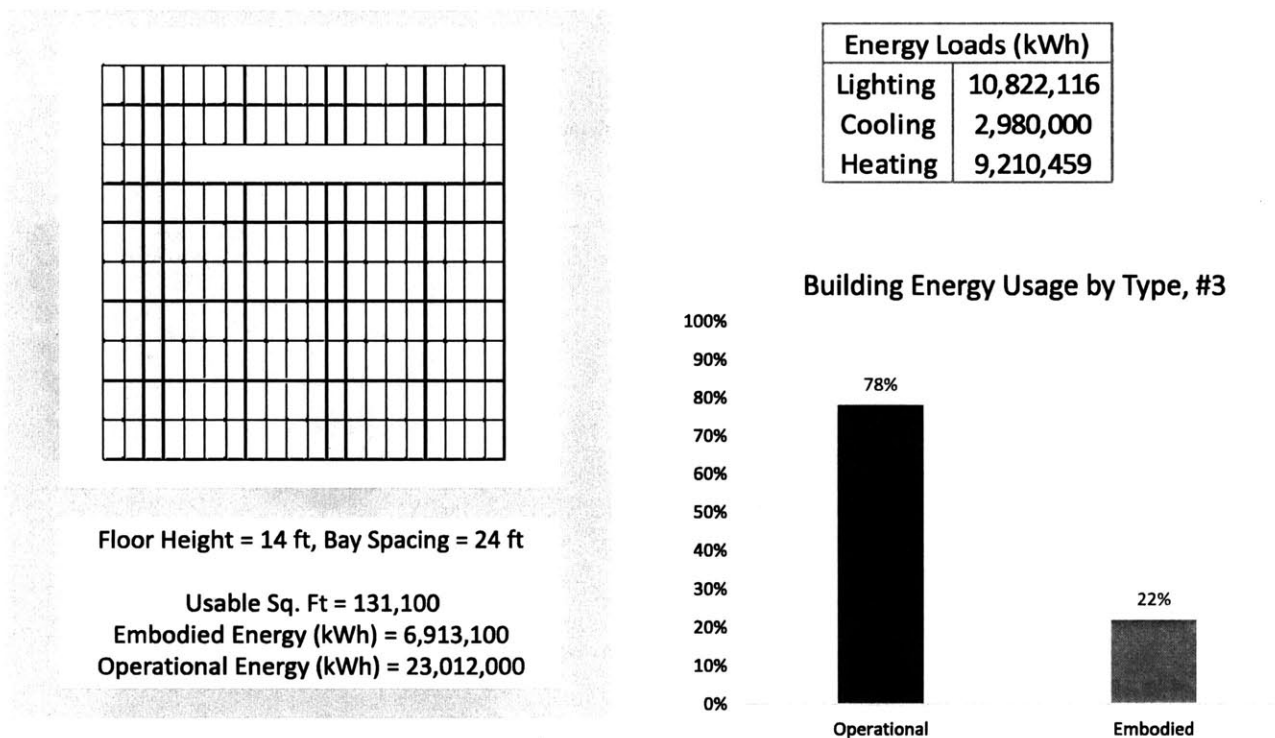 Energy Loads (kWh)
Lighting 10,822,116
Cooling 2,980,000
Heating 9,210,459
Floor Height = 14 ft, Bay Spacing = 24 ft
Usable Sq. Ft = 131,100
Embodied Energy (kWh) = 6,913,100
Operational Energy (kWh) = 23,012,000
Building Energy Usage by Type, #3
100%
90%
80%
70%
60%
50%
40%
30%
20%
10%
0%
78%
22%
Operational
Embodied